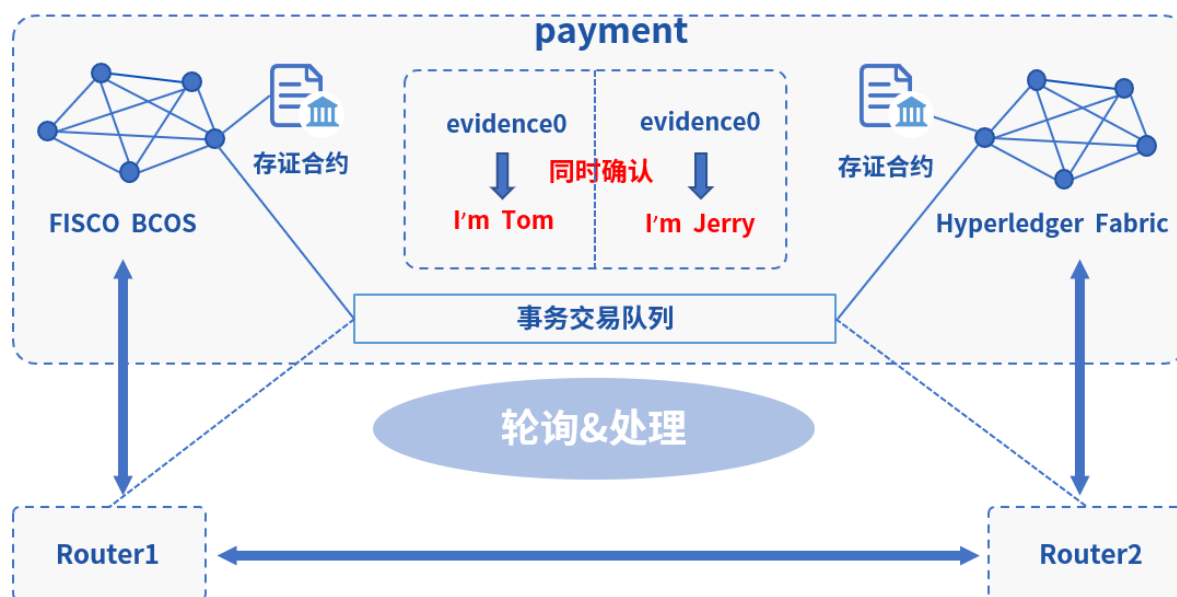 payment
evidence0
evidence0
存证合约
同时确认
存证合约
FISCO BCOS
I'm Tom
I'm Jerry
Hyperledger Fabric
事务交易队列
轮询&处理
Router1
Router2